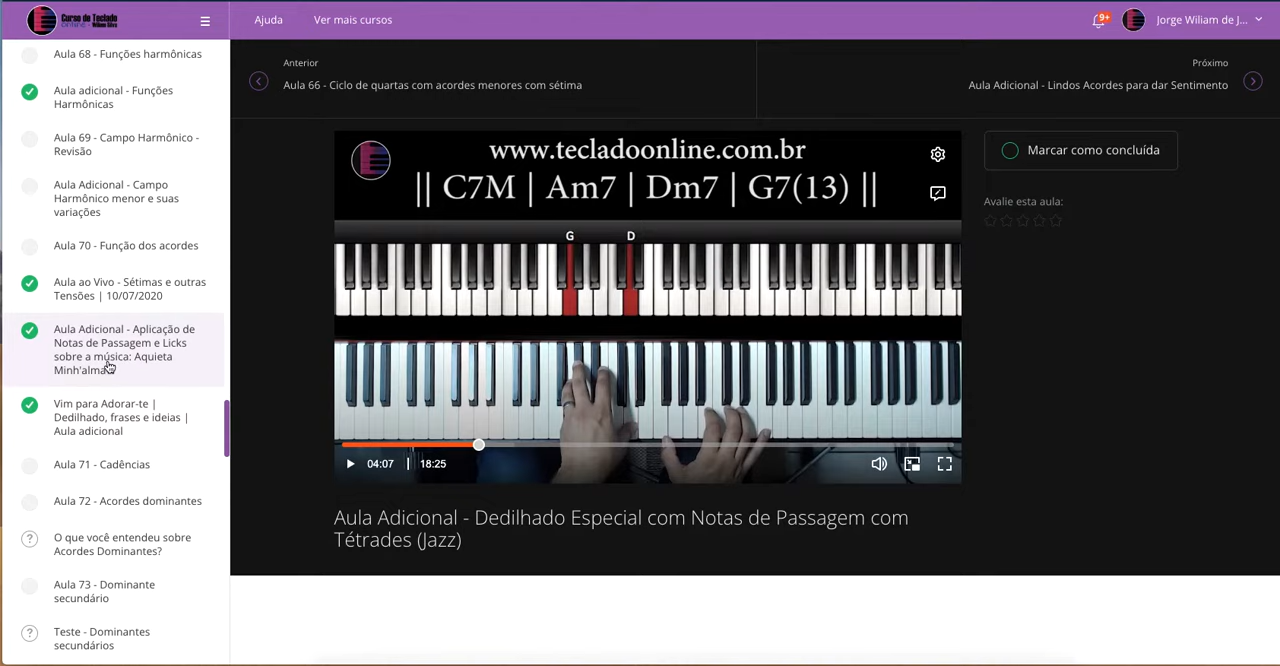 Curso de Teclado
ONLINE - Wiliam Silva
Ajuda
Ver mais cursos
9+
Jorge Wiliam de J...
Aula 68 - Funções harmônicas
Aula adicional - Funções
Harmônicas
Aula 69 - Campo Harmônico -
Revisão
Aula Adicional - Campo
Harmônico menor e suas
variações
Aula 70 - Função dos acordes
Aula ao Vivo - Sétimas e outras
Tensões | 10/07/2020
Aula Adicional - Aplicação de
Notas de Passagem e Licks
sobre a música: Aquieta
Minh'alma
Vim para Adorar-te |
Dedilhado, frases e ideias |
Aula adicional
Aula 71 - Cadências
Aula 72 - Acordes dominantes
O que você entendeu sobre
Acordes Dominantes?
Aula 73 - Dominante
secundário
Teste - Dominantes
secundários
Anterior
Aula 66 - Ciclo de quartas com acordes menores com sétima
Próximo
Aula Adicional - Lindos Acordes para dar Sentimento
www.tecladoonline.com.br
|| C7M | Am7 | Dm7 | G7(13) ||
G D
04:07 | 18:25
Marcar como concluída
Avalie esta aula:
Aula Adicional - Dedilhado Especial com Notas de Passagem com
Tétrades (Jazz)